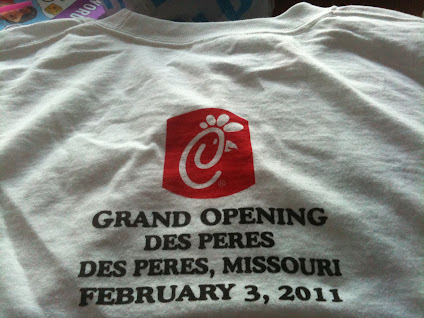 GRAND OPENING
DES PERES
DES PERES, MISSOURI
FEBRUARY 3, 2011